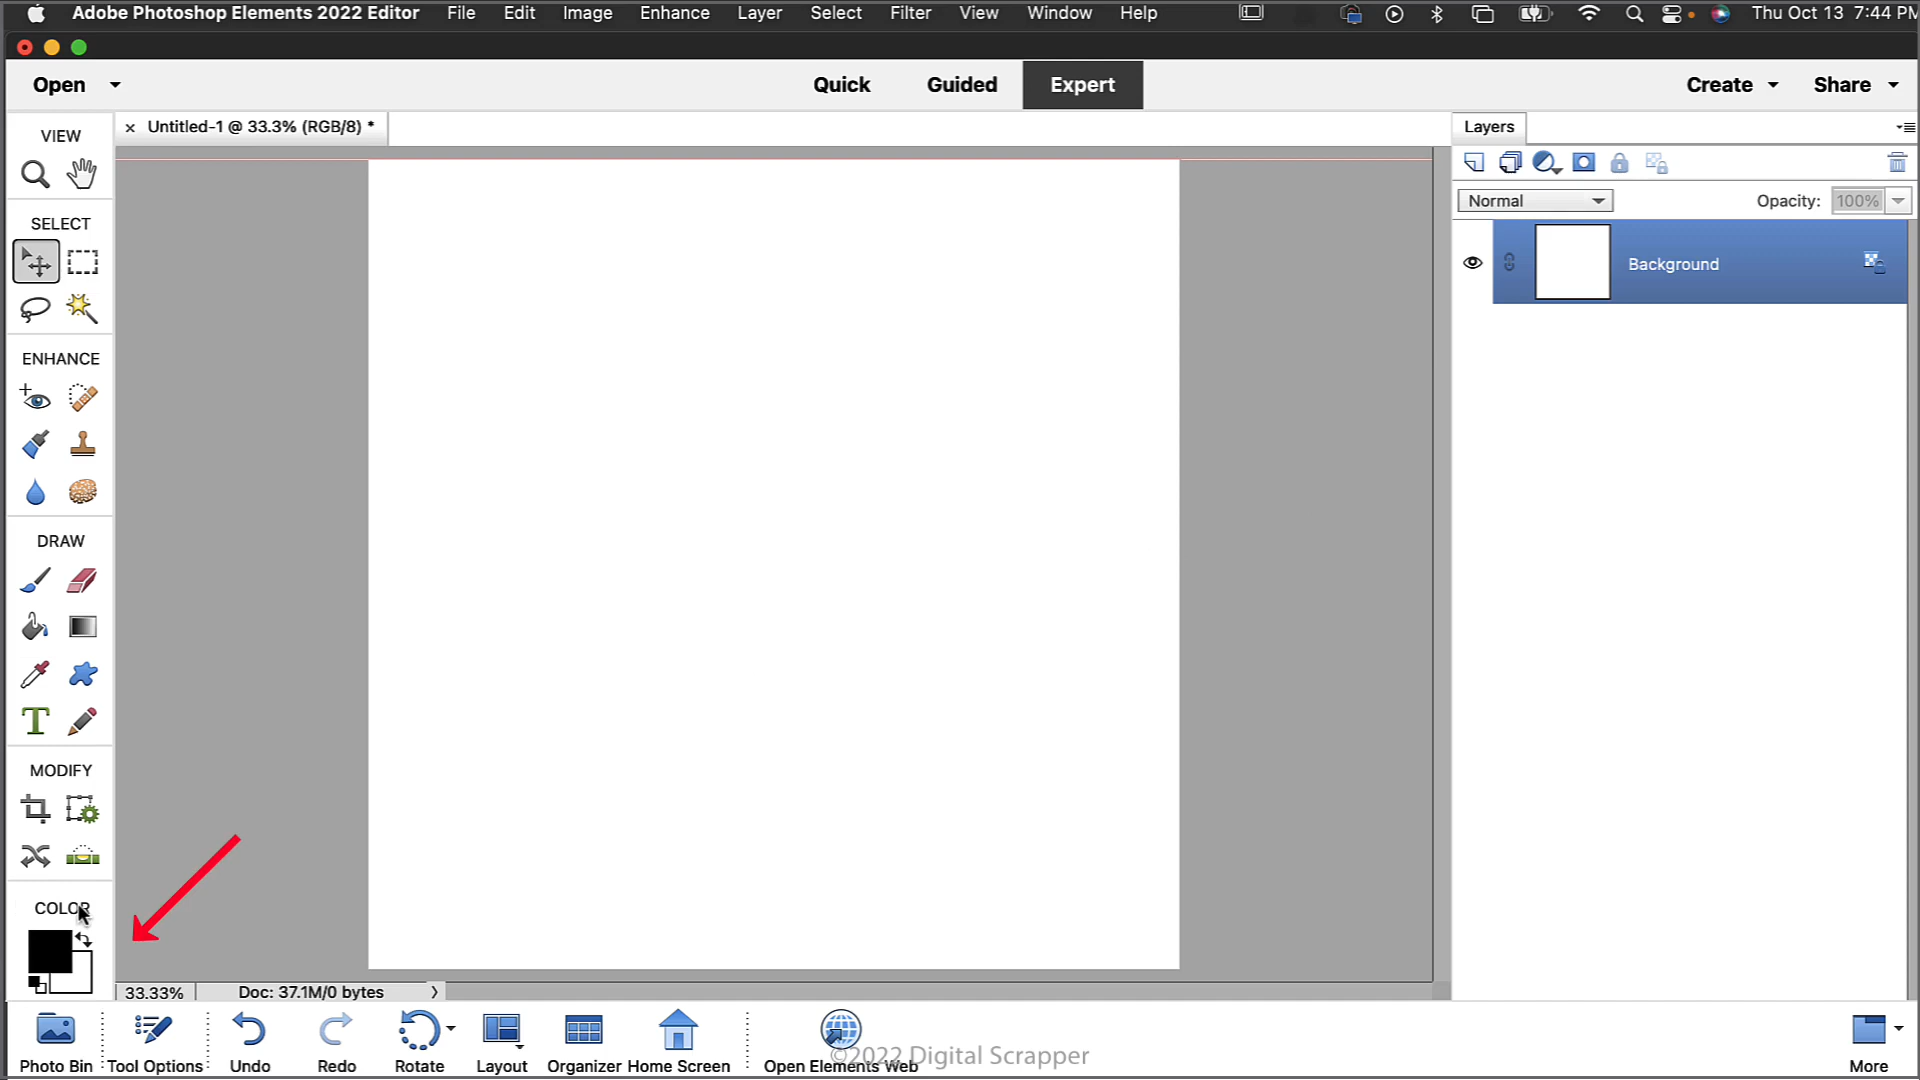 Adobe Photoshop Elements 2022 Editor File Edit Image Enhance Layer Select Filter View Window Help Thu Oct 13 7:44 PM
Open Quick Guided Expert Create Share
× Untitled-1 @ 33.3% (RGB/8) *
Layers
VIEW
Normal Opacity: 100%
SELECT
Background
ENHANCE
DRAW
T
MODIFY
COLOR
33.33% Doc: 37.1M/0 bytes
Photo Bin Tool Options Undo Redo Rotate Layout Organizer Home Screen Open Elements Web More
©2022 Digital Scrapper